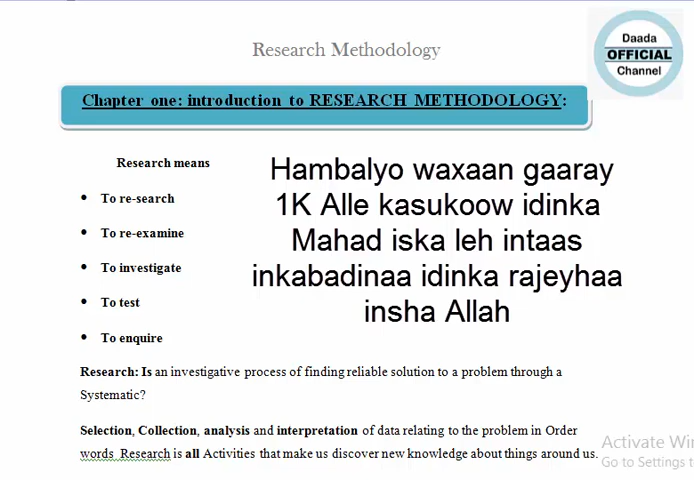 Research Methodology
Daada
OFFICIAL
Channel
Chapter one: introduction to RESEARCH METHODOLOGY:
Research means
• To re-search
• To re-examine
• To investigate
• To test
• To enquire
Hambalyo waxaan gaaray
1K Alle kasukoow idinka
Mahad iska leh intaas
inkabadinaa idinka rajeyhaa
insha Allah
Research: Is an investigative process of finding reliable solution to a problem through a
Systematic?
Selection, Collection, analysis and interpretation of data relating to the problem in Order
words Research is all Activities that make us discover new knowledge about things around us.
Activate Win
Go to Settings t